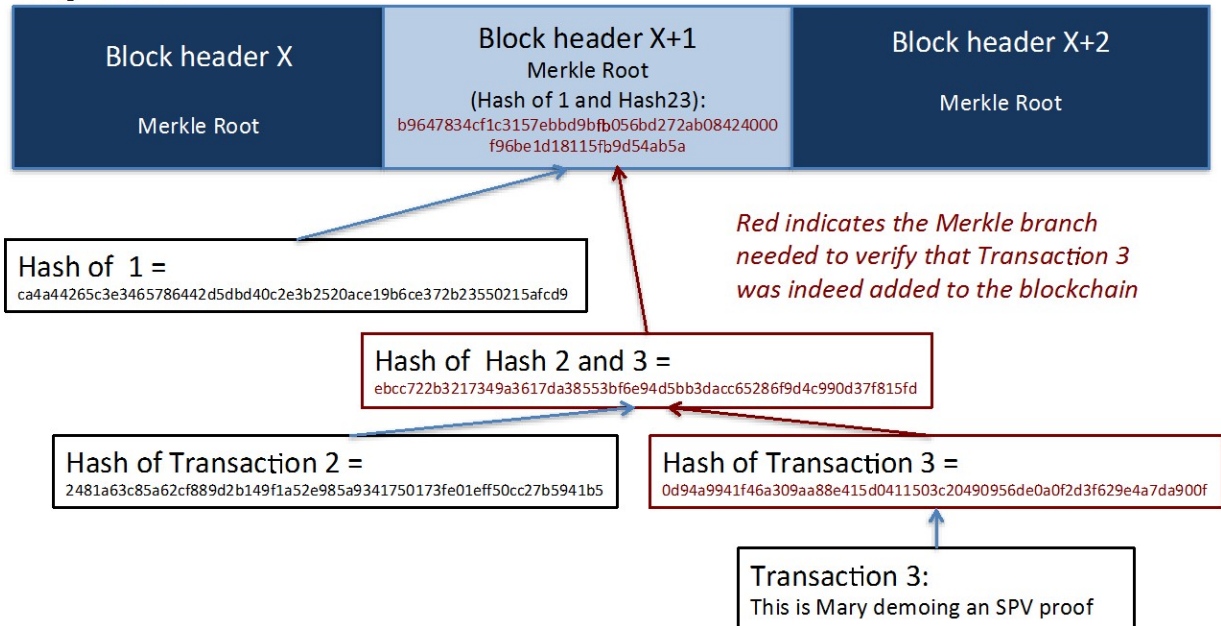 Block header X
Merkle Root
Block header X+1
Merkle Root
(Hash of 1 and Hash23):
b9647834cf1c3157ebbd9bfb056bd272ab08424000
f96be1d18115fb9d54ab5a
Block header X+2
Merkle Root
Red indicates the Merkle branch
needed to verify that Transaction 3
was indeed added to the blockchain
Hash of 1 =
ca4a44265c3e3465786442d5dbd40c2e3b2520ace19b6ce372b23550215afcd9
Hash of Hash 2 and 3 =
ebcc722b3217349a3617da38553bf6e94d5bb3dacc65286f9d4c990d37f815fd
Hash of Transaction 2 =
2481a63c85a62cf889d2b149f1a52e985a9341750173fe01eff50cc27b5941b5
Hash of Transaction 3 =
0d94a9941f46a309aa88e415d0411503c20490956de0a0f2d3f629e4a7da900f
Transaction 3:
This is Mary demoing an SPV proof